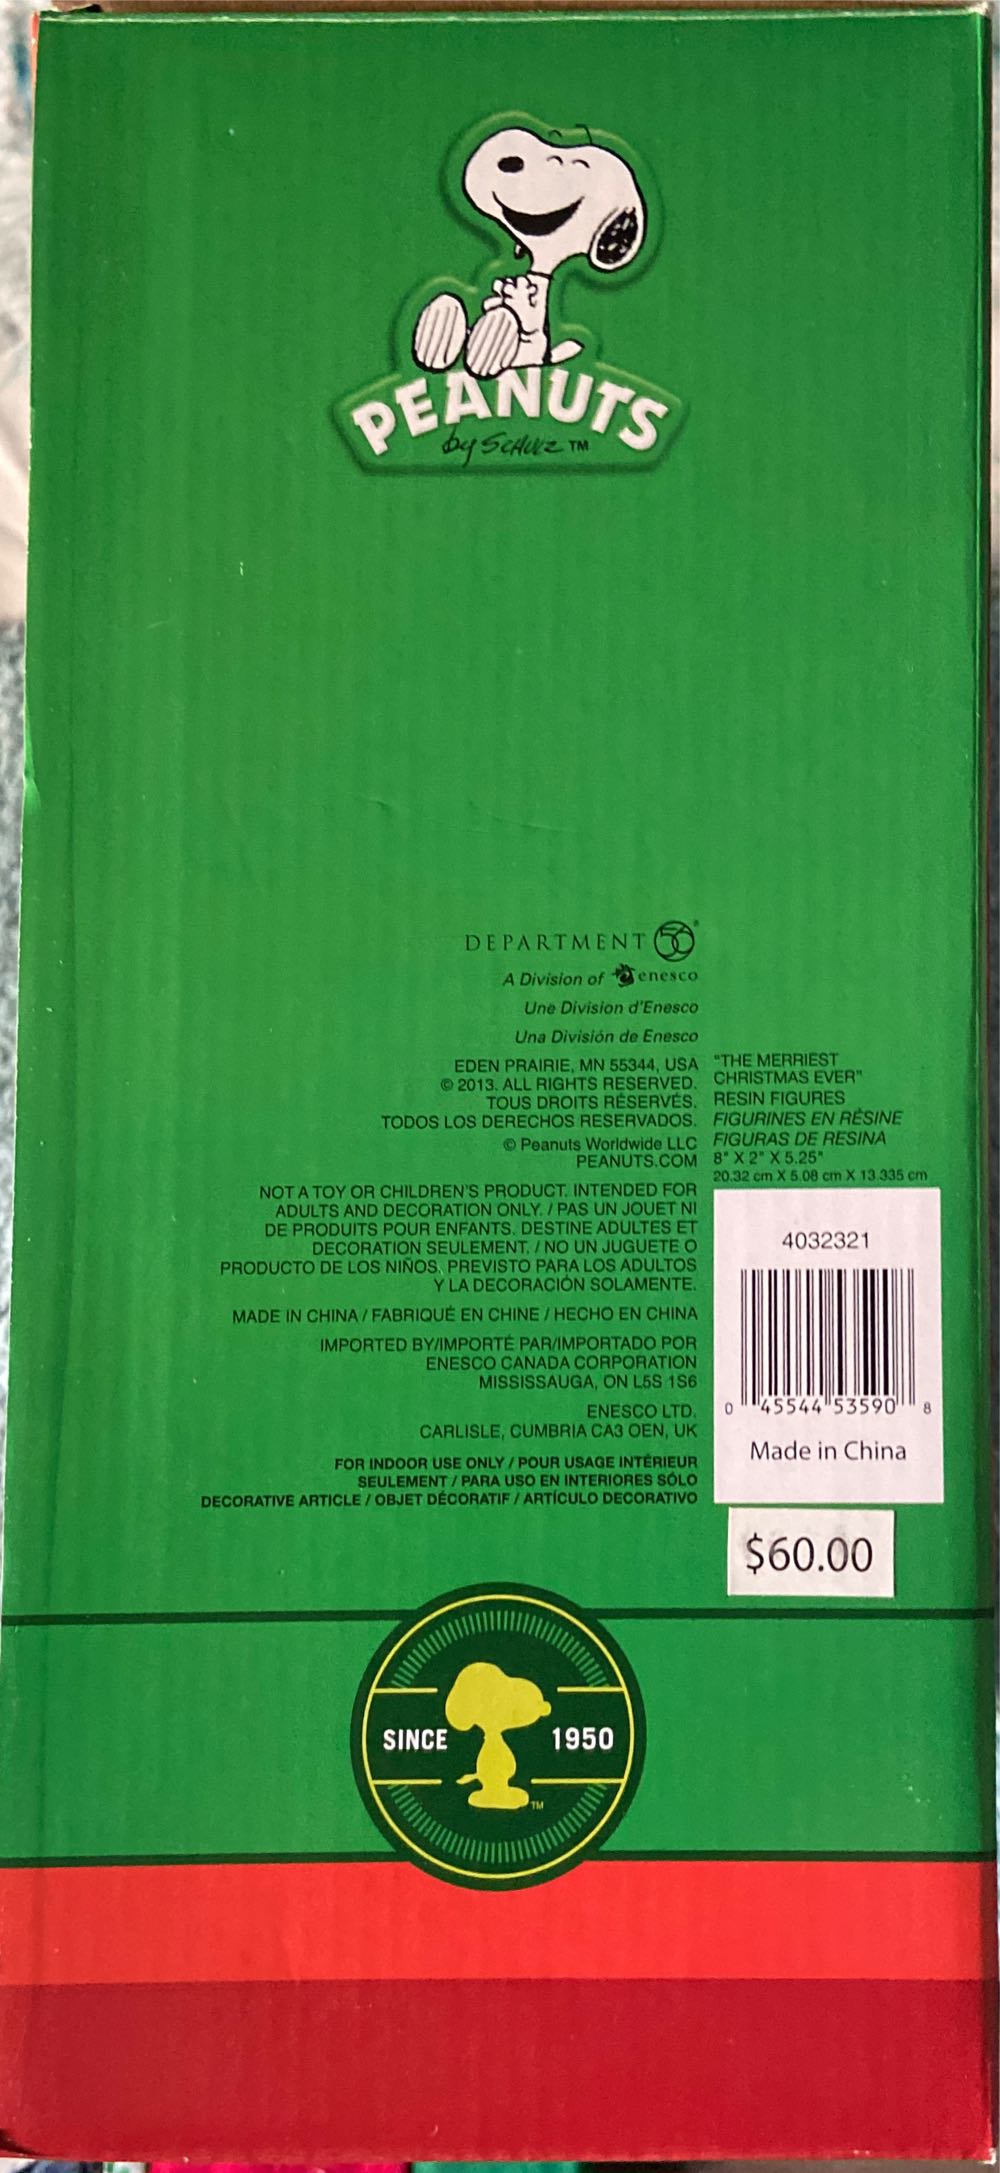 PEANUTS
by SCHULZ TM
DEPARTMENT 56®
A Division of enesco
Une Division d'Enesco
Una División de Enesco
EDEN PRAIRIE, MN 55344, USA
© 2013. ALL RIGHTS RESERVED.
TOUS DROITS RÉSERVÉS.
TODOS LOS DERECHOS RESERVADOS.
© Peanuts Worldwide LLC
PEANUTS.COM
NOT A TOY OR CHILDREN'S PRODUCT. INTENDED FOR
ADULTS AND DECORATION ONLY. / PAS UN JOUET NI
DE PRODUITS POUR ENFANTS. DESTINE ADULTES ET
DECORATION SEULEMENT. / NO UN JUGUETE O
PRODUCTO DE LOS NIÑOS. PREVISTO PARA LOS ADULTOS
Y LA DECORACIÓN SOLAMENTE.
MADE IN CHINA / FABRIQUÉ EN CHINE / HECHO EN CHINA
IMPORTED BY/IMPORTÉ PAR/IMPORTADO POR
ENESCO CANADA CORPORATION
MISSISSAUGA, ON L5S 1S6
ENESCO LTD.
CARLISLE, CUMBRIA CA3 OEN, UK
FOR INDOOR USE ONLY / POUR USAGE INTÉRIEUR
SEULEMENT / PARA USO EN INTERIORES SÓLO
DECORATIVE ARTICLE / OBJET DÉCORATIF / ARTÍCULO DECORATIVO
"THE MERRIEST
CHRISTMAS EVER"
RESIN FIGURES
FIGURINES EN RÉSINE
FIGURAS DE RESINA
8" X 2" X 5.25"
20.32 cm X 5.08 cm X 13.335 cm
4032321
0 45544 53590 8
Made in China
$60.00
SINCE 1950
TM